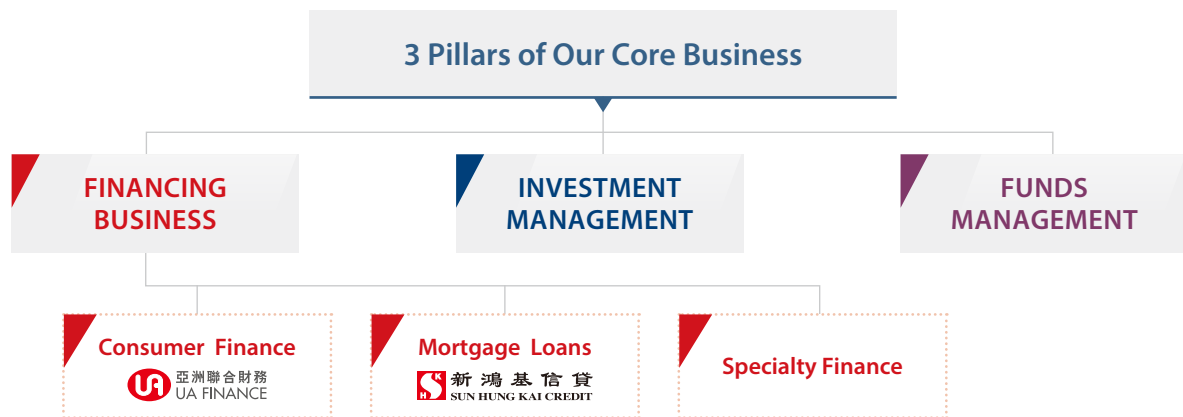 3 Pillars of Our Core Business
FINANCING
BUSINESS
INVESTMENT
MANAGEMENT
FUNDS
MANAGEMENT
Consumer Finance
UA
亞洲聯合財務
UA FINANCE
Mortgage Loans
S H K
新鴻基信貸
SUN HUNG KAI CREDIT
Specialty Finance